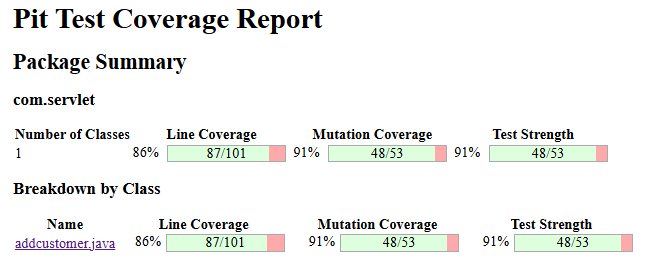 Pit Test Coverage Report
Package Summary
com.servlet
Number of Classes Line Coverage Mutation Coverage Test Strength
1 86% 87/101 91% 48/53 91% 48/53
Breakdown by Class
Name Line Coverage Mutation Coverage Test Strength
addcustomer.java 86% 87/101 91% 48/53 91% 48/53